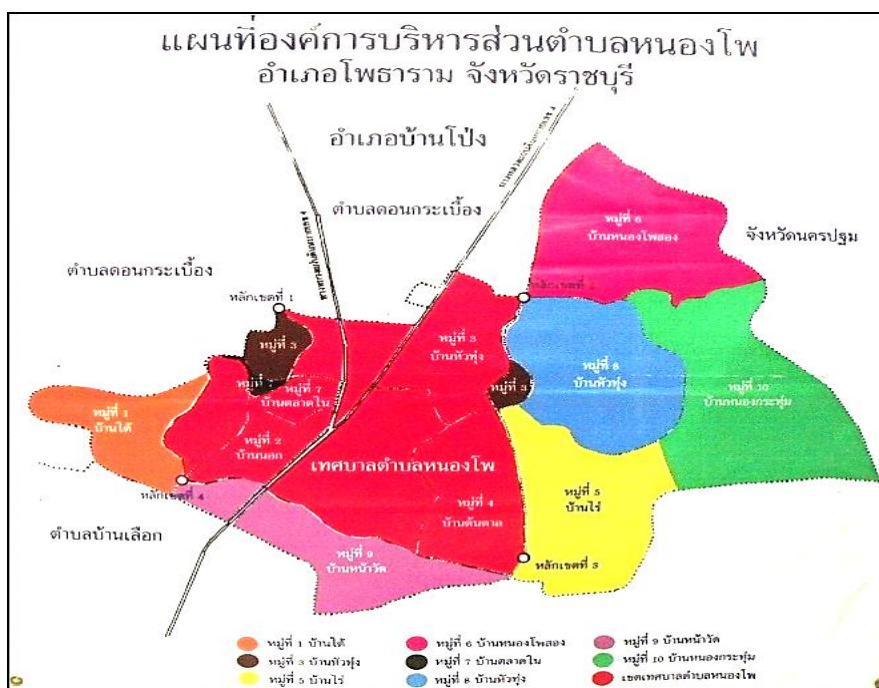 แผนที่องค์การบริหารส่วนตำบลหนองโพ
อำเภอโพธาราม จังหวัดราชบุรี
อำเภอบ้านโป่ง
ตำบลดอนกระเบื้อง
หมู่ที่ 6
บ้านหนองโพสอง
จังหวัดนครปฐม
ตำบลดอนกระเบื้อง
หลักเขตที่ 1
หลักเขตที่
หมู่ที่ 3
หมู่ที่ 3
บ้านหัวทุ่ง
หมู่ที่ 8
บ้านหัวทุ่ง
หมู่ที่ 7
บ้านตลาดใน
หมู่ที่ 3
หมู่ที่ 10
บ้านหนองกระทุ่ม
หมู่ที่ 1
บ้านใต้
หมู่ที่ 2
บ้านนอก
เทศบาลตำบลหนองโพ
หลักเขตที่ 4
หมู่ที่ 4
บ้านต้นตาล
หมู่ที่ 5
บ้านไร่
ตำบลบ้านเลือก
หมู่ที่ 9
บ้านหน้าวัด
หลักเขตที่ 3
หมู่ที่ 1 บ้านใต้
หมู่ที่ 6 บ้านหนองโพสอง
หมู่ที่ 9 บ้านหน้าวัด
หมู่ที่ 3 บ้านหัวทุ่ง
หมู่ที่ 7 บ้านตลาดใน
หมู่ที่ 10 บ้านหนองกระทุ่ม
หมู่ที่ 5 บ้านไร่
หมู่ที่ 8 บ้านหัวทุ่ง
เขตเทศบาลตำบลหนองโพ